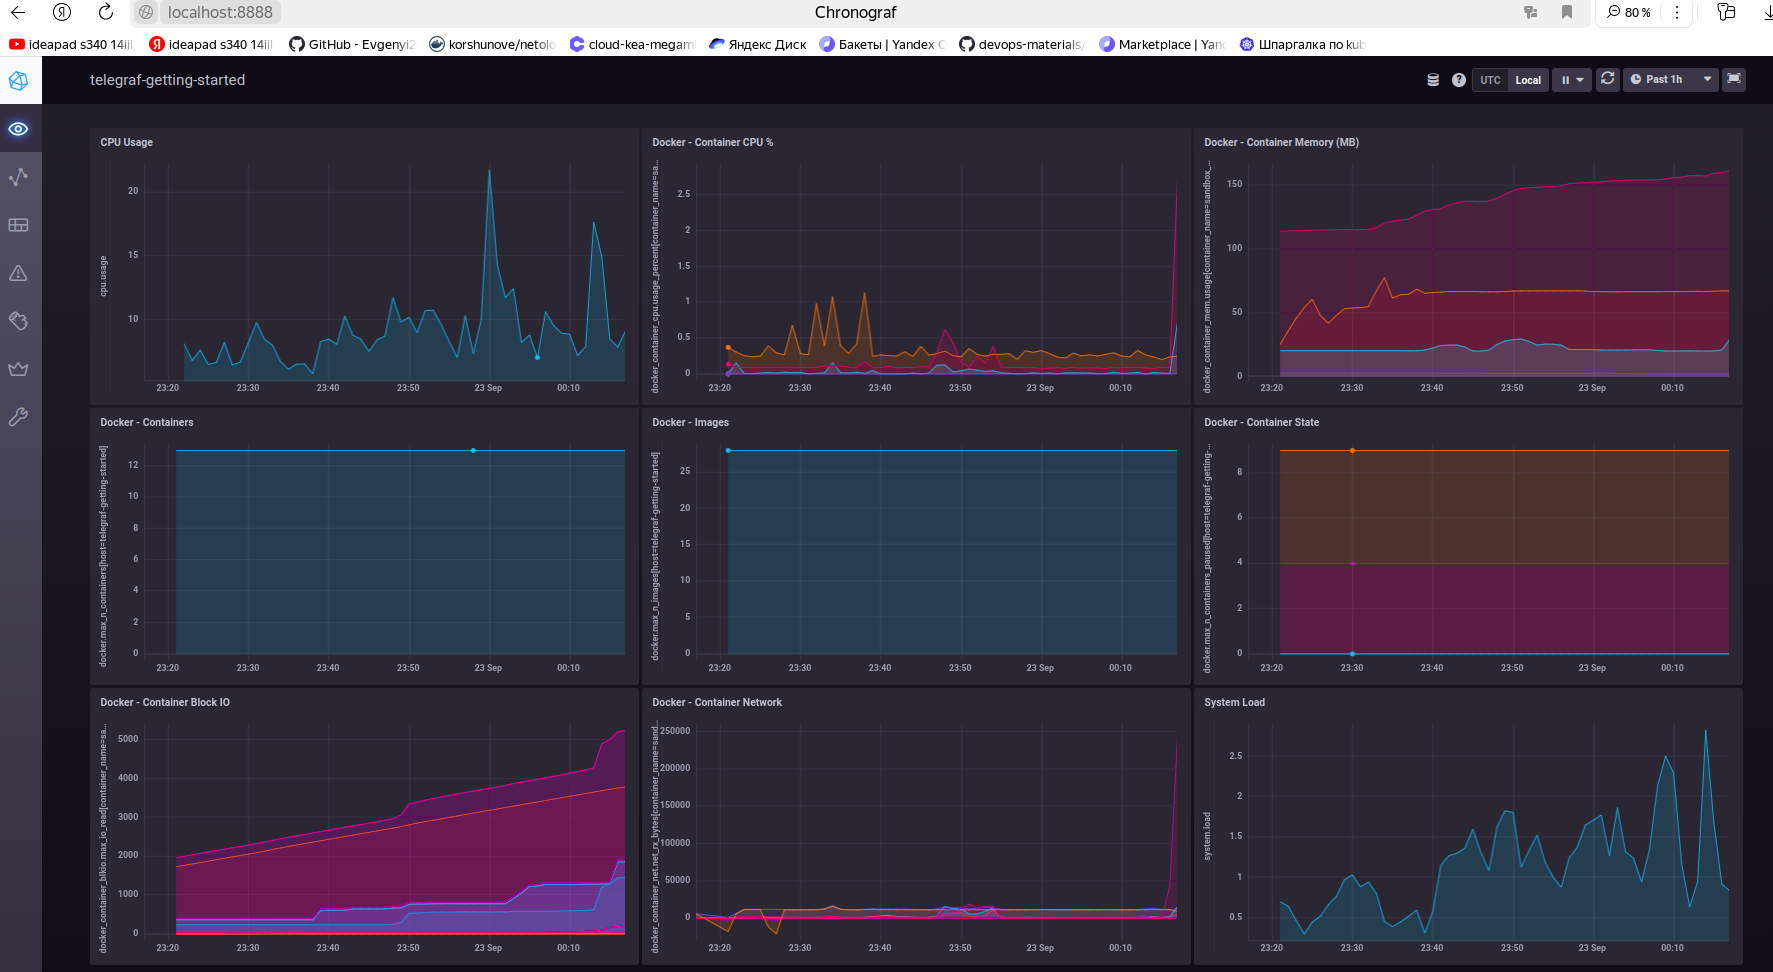 localhost:8888
Chronograf
80 %
ideapad s340 14iil
ideapad s340 14iil
GitHub - Evgenyi2
korshunove/netolo
cloud-kea-megam
Яндекс Диск
Бакеты | Yandex C
devops-materials/
Marketplace | Yan
Шпаргалка по kub
telegraf-getting-started
UTC
Local
Past 1h
CPU Usage
cpu.usage
20
15
10
23:20 23:30 23:40 23:50 23 Sep 00:10
Docker - Container CPU %
docker_container_cpu.usage_percent[container_name=sa...
2.5
2
1.5
1
0.5
0
23:20 23:30 23:40 23:50 23 Sep 00:10
Docker - Container Memory (MB)
docker_container_mem.usage[container_name=sandbox_...
150
100
50
0
23:20 23:30 23:40 23:50 23 Sep 00:10
Docker - Containers
docker.max_n_containers[host=telegraf-getting-started]
12
10
8
6
4
2
0
23:20 23:30 23:40 23:50 23 Sep 00:10
Docker - Images
docker.max_n_images[host=telegraf-getting-started]
25
20
15
10
5
0
23:20 23:30 23:40 23:50 23 Sep 00:10
Docker - Container State
docker.max_n_containers_paused[host=telegraf-getting-...
8
6
4
2
0
23:20 23:30 23:40 23:50 23 Sep 00:10
Docker - Container Block IO
docker_container_blkio.max_io_read[container_name=sa...
5000
4000
3000
2000
1000
0
23:20 23:30 23:40 23:50 23 Sep 00:10
Docker - Container Network
docker_container_net.net_rx_bytes[container_name=sand...
250000
200000
150000
100000
50000
0
23:20 23:30 23:40 23:50 23 Sep 00:10
System Load
system.load
2.5
2
1.5
1
0.5
23:20 23:30 23:40 23:50 23 Sep 00:10